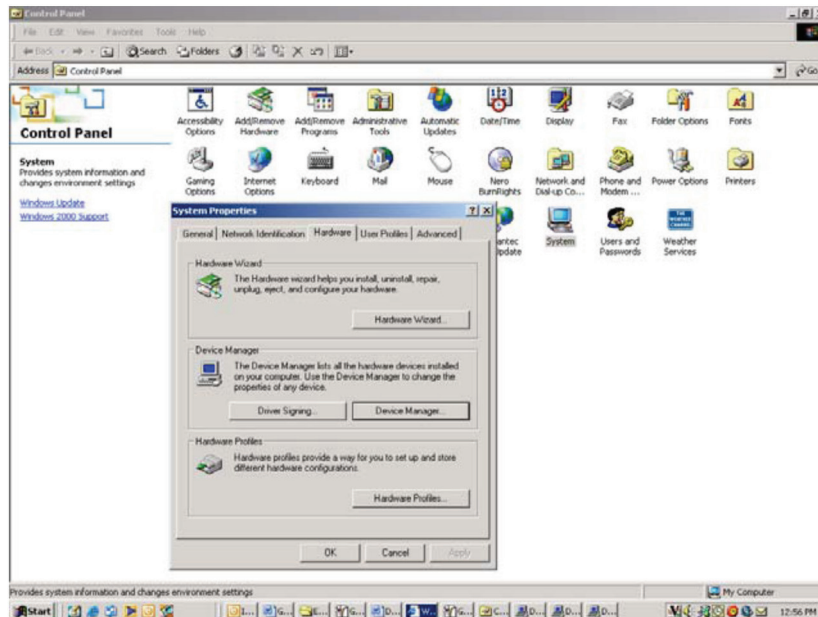 Control Panel
File Edit View Favorites Tools Help
Back Search Folders
Address Control Panel Go
Control Panel
System
Provides system information and
changes environment settings
Windows Update
Windows 2000 Support
Accessibility Options
Add/Remove Hardware
Add/Remove Programs
Administrative Tools
Automatic Updates
Date/Time
Display
Fax
Folder Options
Fonts
Gaming Options
Internet Options
Keyboard
Mail
Mouse
Nero BurnRights
Network and Dial-up Co...
Phone and Modem ...
Power Options
Printers
System
Users and Passwords
Weather Services
System Properties
General Network Identification Hardware User Profiles Advanced
Hardware Wizard
The Hardware wizard helps you install, uninstall, repair,
unplug, eject, and configure your hardware.
Hardware Wizard...
Device Manager
The Device Manager lists all the hardware devices installed
on your computer. Use the Device Manager to change the
properties of any device.
Driver Signing...
Device Manager...
Hardware Profiles
Hardware profiles provide a way for you to set up and store
different hardware configurations.
Hardware Profiles...
OK Cancel Apply
Provides system information and changes environment settings
My Computer
Start
12:56 PM